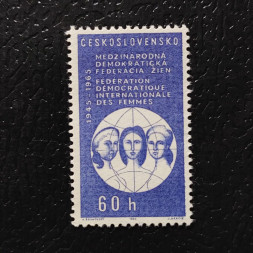 ČESKOSLOVENSKO
MEDZINÁRODNÁ
DEMOKRATICKÁ
FEDERÁCIA ŽIEN
FÉDÉRATION
DÉMOCRATIQUE
INTERNATIONALE
DES FEMMES
1945-1965
60 h